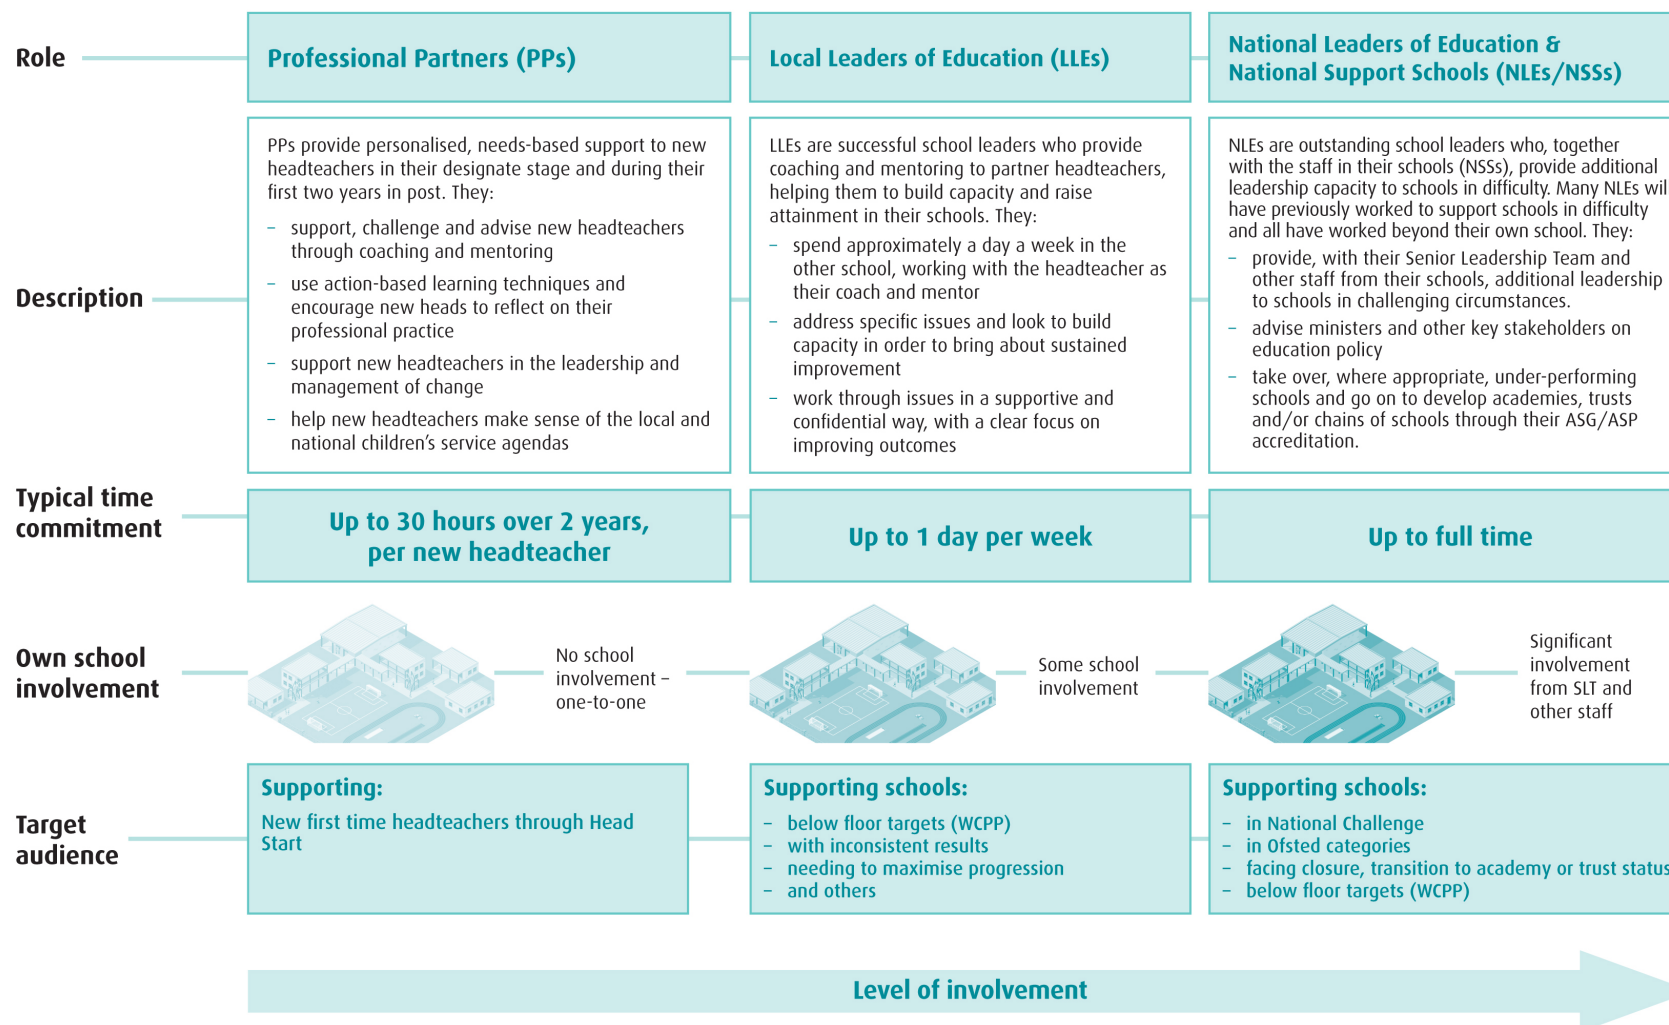 Role
Professional Partners (PPs)
Local Leaders of Education (LLEs)
National Leaders of Education &
National Support Schools (NLEs/NSSs)
Description
PPs provide personalised, needs-based support to new
headteachers in their designate stage and during their
first two years in post. They:
– support, challenge and advise new headteachers
through coaching and mentoring
– use action-based learning techniques and
encourage new heads to reflect on their
professional practice
– support new headteachers in the leadership and
management of change
– help new headteachers make sense of the local and
national children’s service agendas
LLEs are successful school leaders who provide
coaching and mentoring to partner headteachers,
helping them to build capacity and raise
attainment in their schools. They:
– spend approximately a day a week in the
other school, working with the headteacher as
their coach and mentor
– address specific issues and look to build
capacity in order to bring about sustained
improvement
– work through issues in a supportive and
confidential way, with a clear focus on
improving outcomes
NLEs are outstanding school leaders who, together
with the staff in their schools (NSSs), provide additional
leadership capacity to schools in difficulty. Many NLEs will
have previously worked to support schools in difficulty
and all have worked beyond their own school. They:
– provide, with their Senior Leadership Team and
other staff from their schools, additional leadership
to schools in challenging circumstances.
– advise ministers and other key stakeholders on
education policy
– take over, where appropriate, under-performing
schools and go on to develop academies, trusts
and/or chains of schools through their ASG/ASP
accreditation.
Typical time
commitment
Up to 30 hours over 2 years,
per new headteacher
Up to 1 day per week
Up to full time
Own school
involvement
No school
involvement –
one-to-one
Some school
involvement
Significant
involvement
from SLT and
other staff
Target
audience
Supporting:
New first time headteachers through Head
Start
Supporting schools:
– below floor targets (WCPP)
– with inconsistent results
– needing to maximise progression
– and others
Supporting schools:
– in National Challenge
– in Ofsted categories
– facing closure, transition to academy or trust status
– below floor targets (WCPP)
Level of involvement